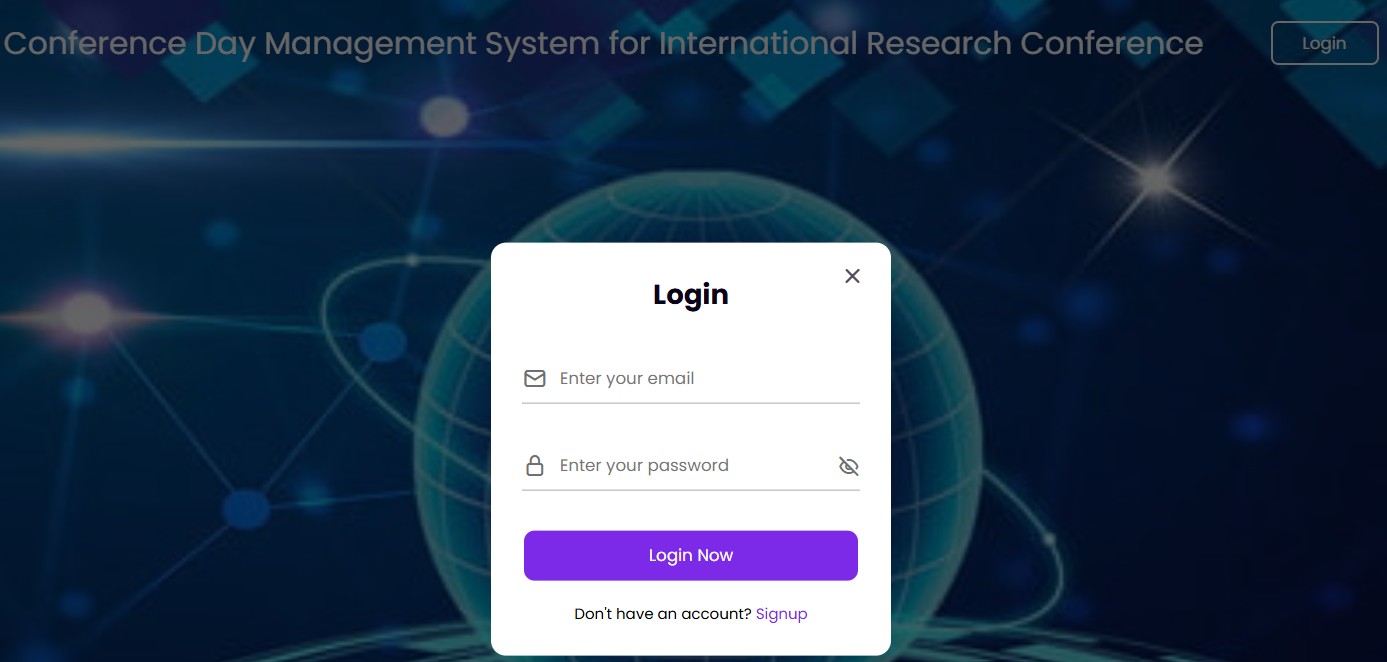 Conference Day Management System for International Research Conference
Login
Login
Enter your email
Enter your password
Login Now
Don't have an account? Signup